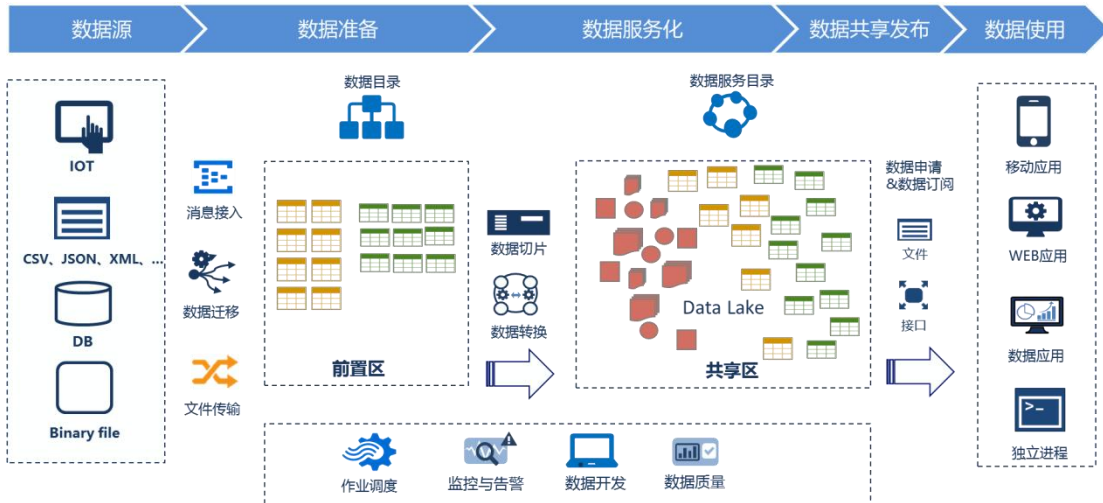 数据源
数据准备
数据服务化
数据共享发布
数据使用
IOT
CSV、JSON、XML、...
DB
Binary file
消息接入
数据迁移
文件传输
数据目录
前置区
数据切片
数据转换
数据服务目录
Data Lake
共享区
数据申请
&数据订阅
文件
接口
移动应用
WEB应用
数据应用
独立进程
作业调度
监控与告警
数据开发
数据质量